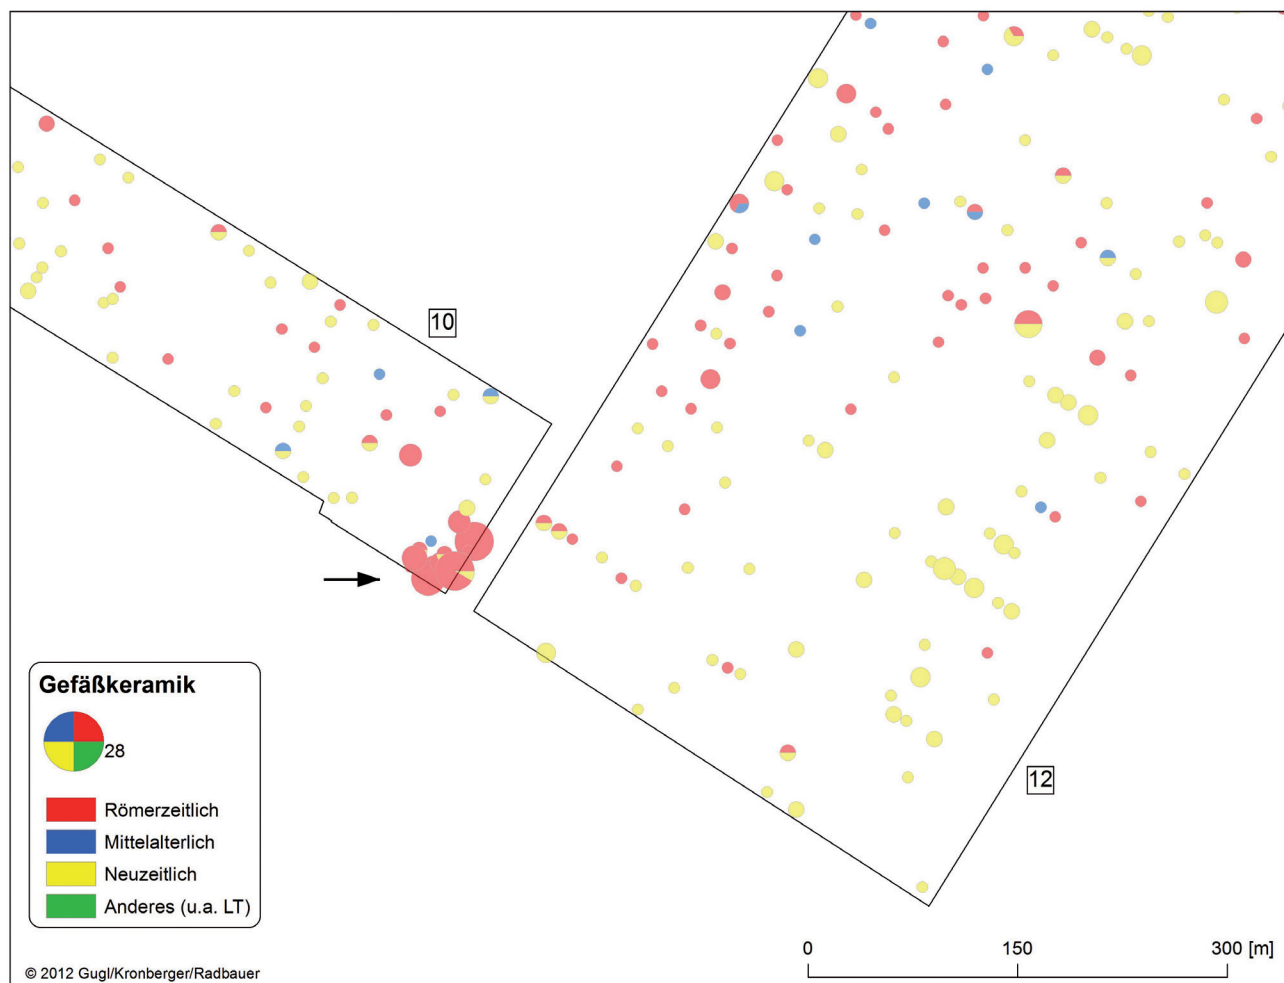 10
12
Gefäßkeramik
28
Römerzeitlich
Mittelalterlich
Neuzeitlich
Anderes (u.a. LT)
0 150 300 [m]
© 2012 Gugl/Kronberger/Radbauer